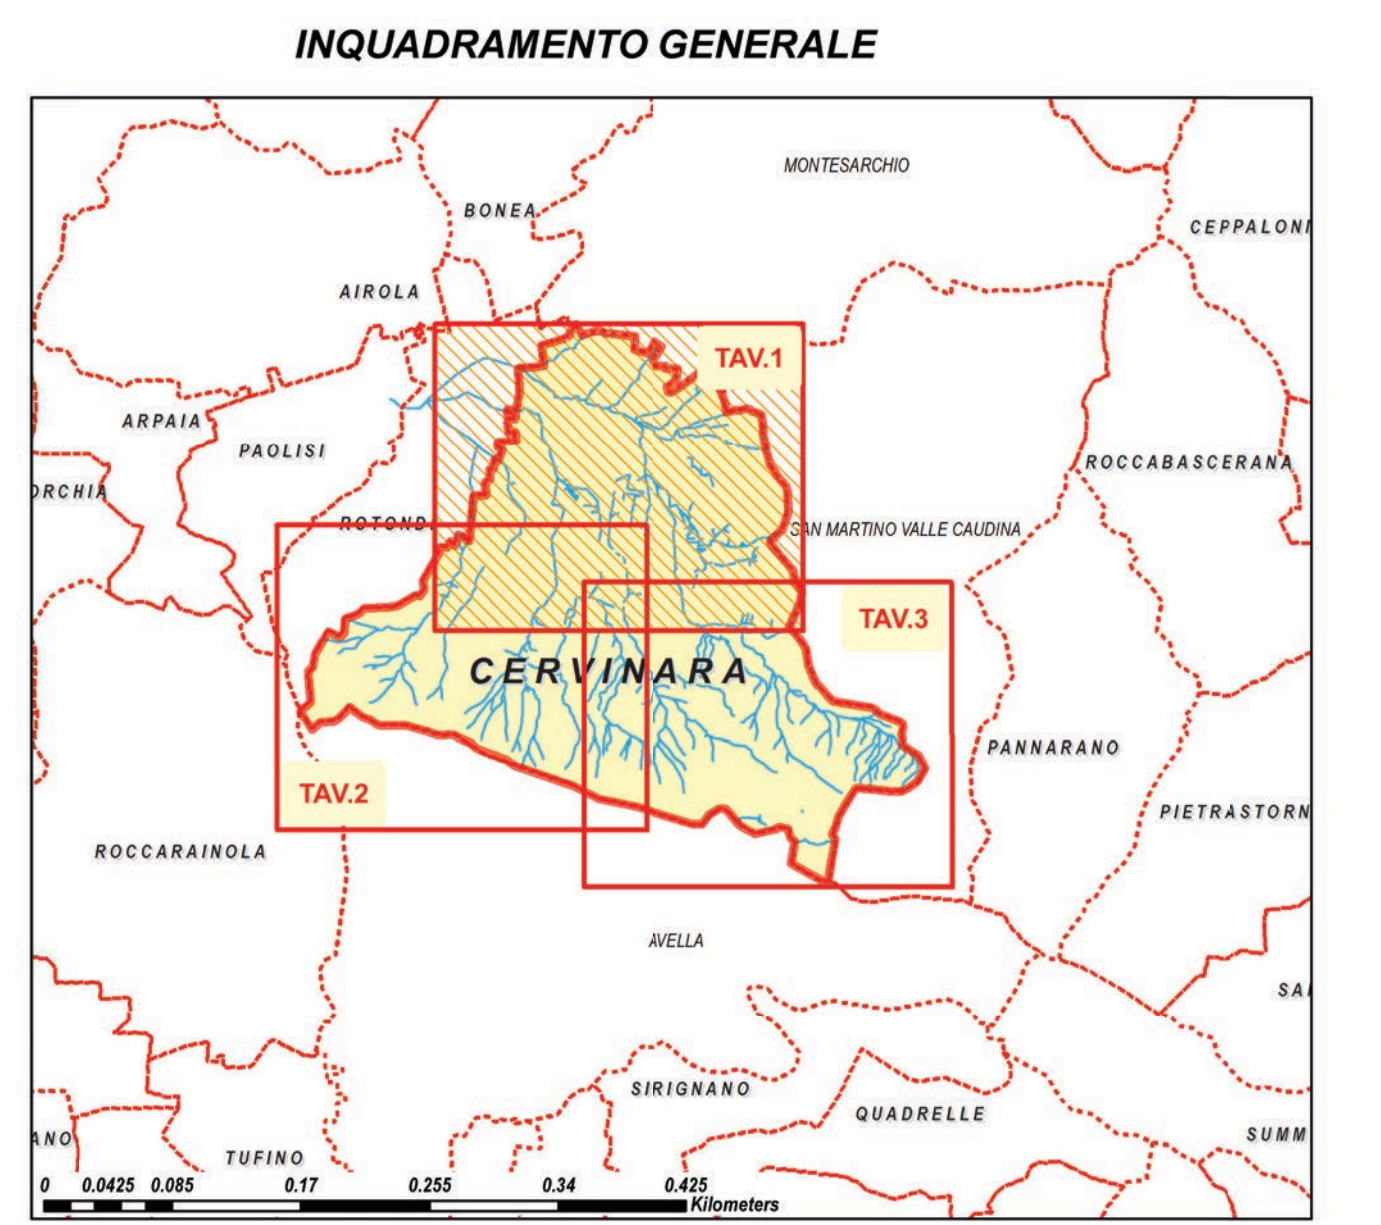 INQUADRAMENTO GENERALE
MONTESARCHIO
BONEA
CEPPALONI
AIROLA
TAV.1
ARPAIA
PAOLISI
ROCCABASCERANA
ORCHIA
ROTOND
SAN MARTINO VALLE CAUDINA
TAV.3
CERVINARA
PANNARANO
TAV.2
PIETRASTORN
ROCCARAINOLA
AVELLA
SAI
SIRIGNANO
QUADRELLE
ANO
SUMM
TUFINO
0 0.0425 0.085 0.17 0.255 0.34 0.425
Kilometers